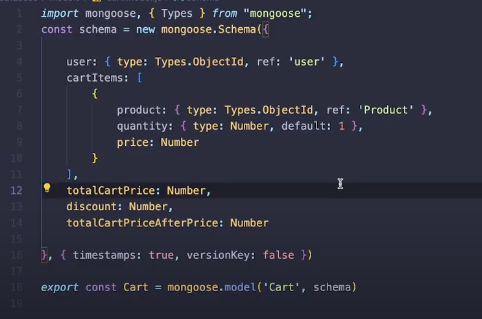 1 import mongoose, { Types } from "mongoose";
2 const schema = new mongoose.Schema({
3
4 user: { type: Types.ObjectId, ref: 'user' },
5 cartItems: [
6 {
7 product: { type: Types.ObjectId, ref: 'Product' },
8 quantity: { type: Number, default: 1 },
9 price: Number
10 }
11 ],
12 totalCartPrice: Number,
13 discount: Number,
14 totalCartPriceAfterPrice: Number
15
16 }, { timestamps: true, versionKey: false })
17
18 export const Cart = mongoose.model('Cart', schema)
19